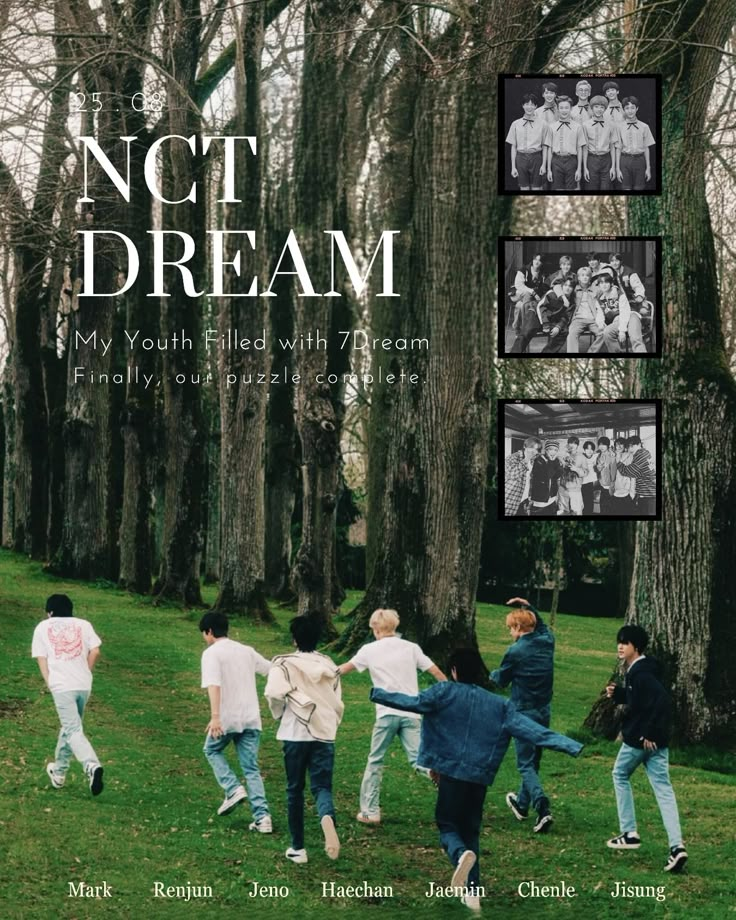 25 . 08
NCT
DREAM
My Youth Filled with 7Dream
Finally, our puzzle complete.
Mark Renjun Jeno Haechan Jaemin Chenle Jisung